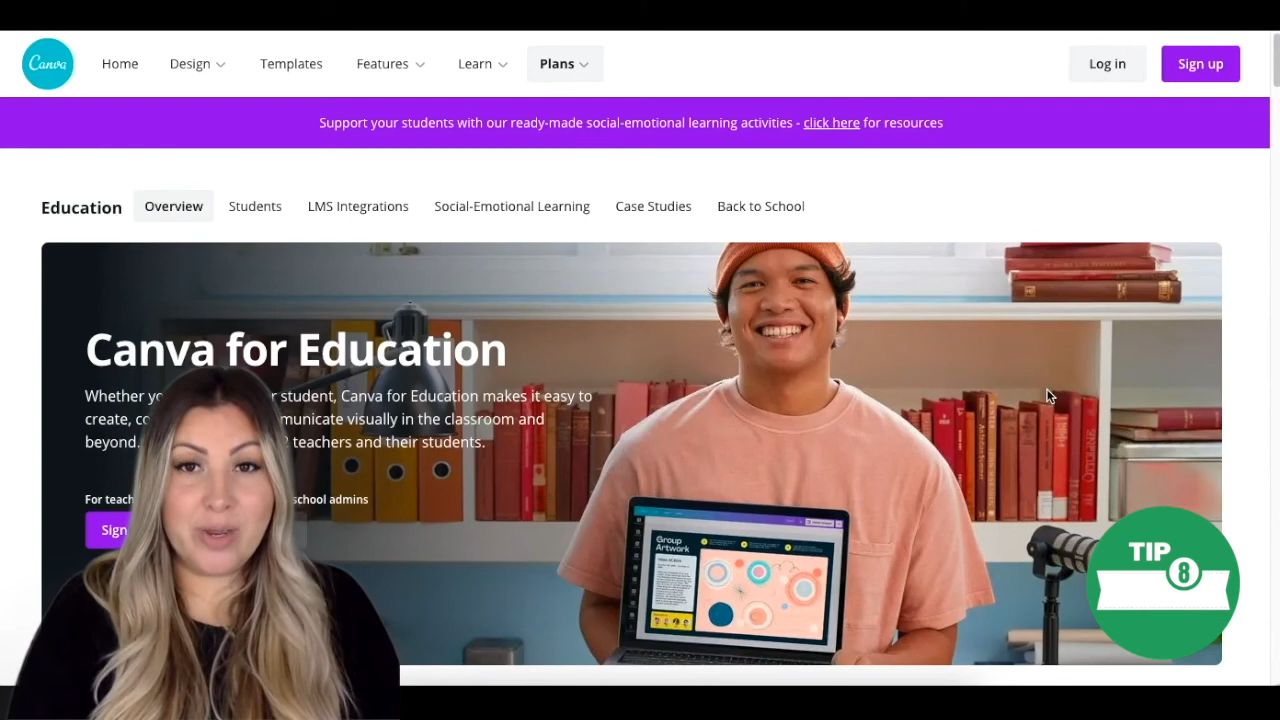 Canva
Home
Design
Templates
Features
Learn
Plans
Log in
Sign up
Support your students with our ready-made social-emotional learning activities - click here for resources
Education
Overview
Students
LMS Integrations
Social-Emotional Learning
Case Studies
Back to School
Canva for Education
Whether student, Canva for Education makes it easy to
create, municate visually in the classroom and
beyond. teachers and their students.
For school admins
Sign
Group
Artwork
TIP
8